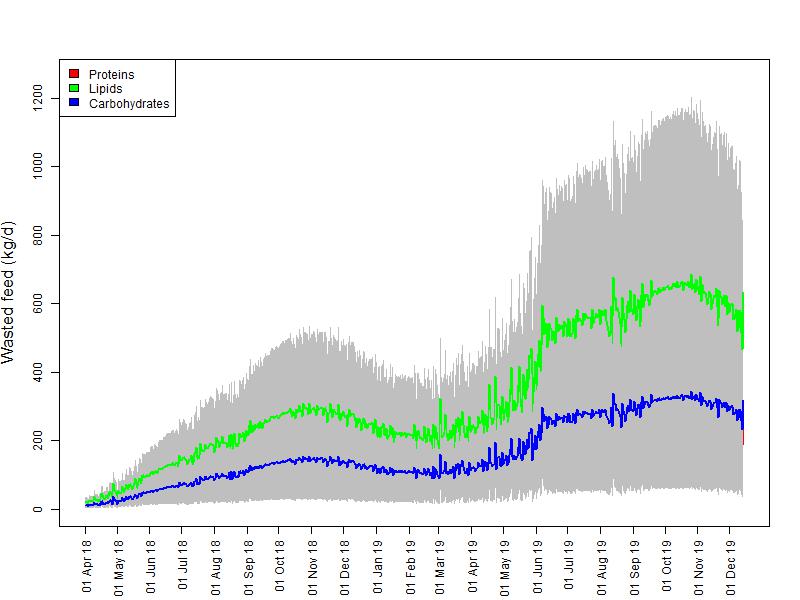 Proteins
Lipids
Carbohydrates
Wasted feed (kg/d)
1200
1000
800
600
400
200
0
01 Apr 18
01 May 18
01 Jun 18
01 Jul 18
01 Aug 18
01 Sep 18
01 Oct 18
01 Nov 18
01 Dec 18
01 Jan 19
01 Feb 19
01 Mar 19
01 Apr 19
01 May 19
01 Jun 19
01 Jul 19
01 Aug 19
01 Sep 19
01 Oct 19
01 Nov 19
01 Dec 19